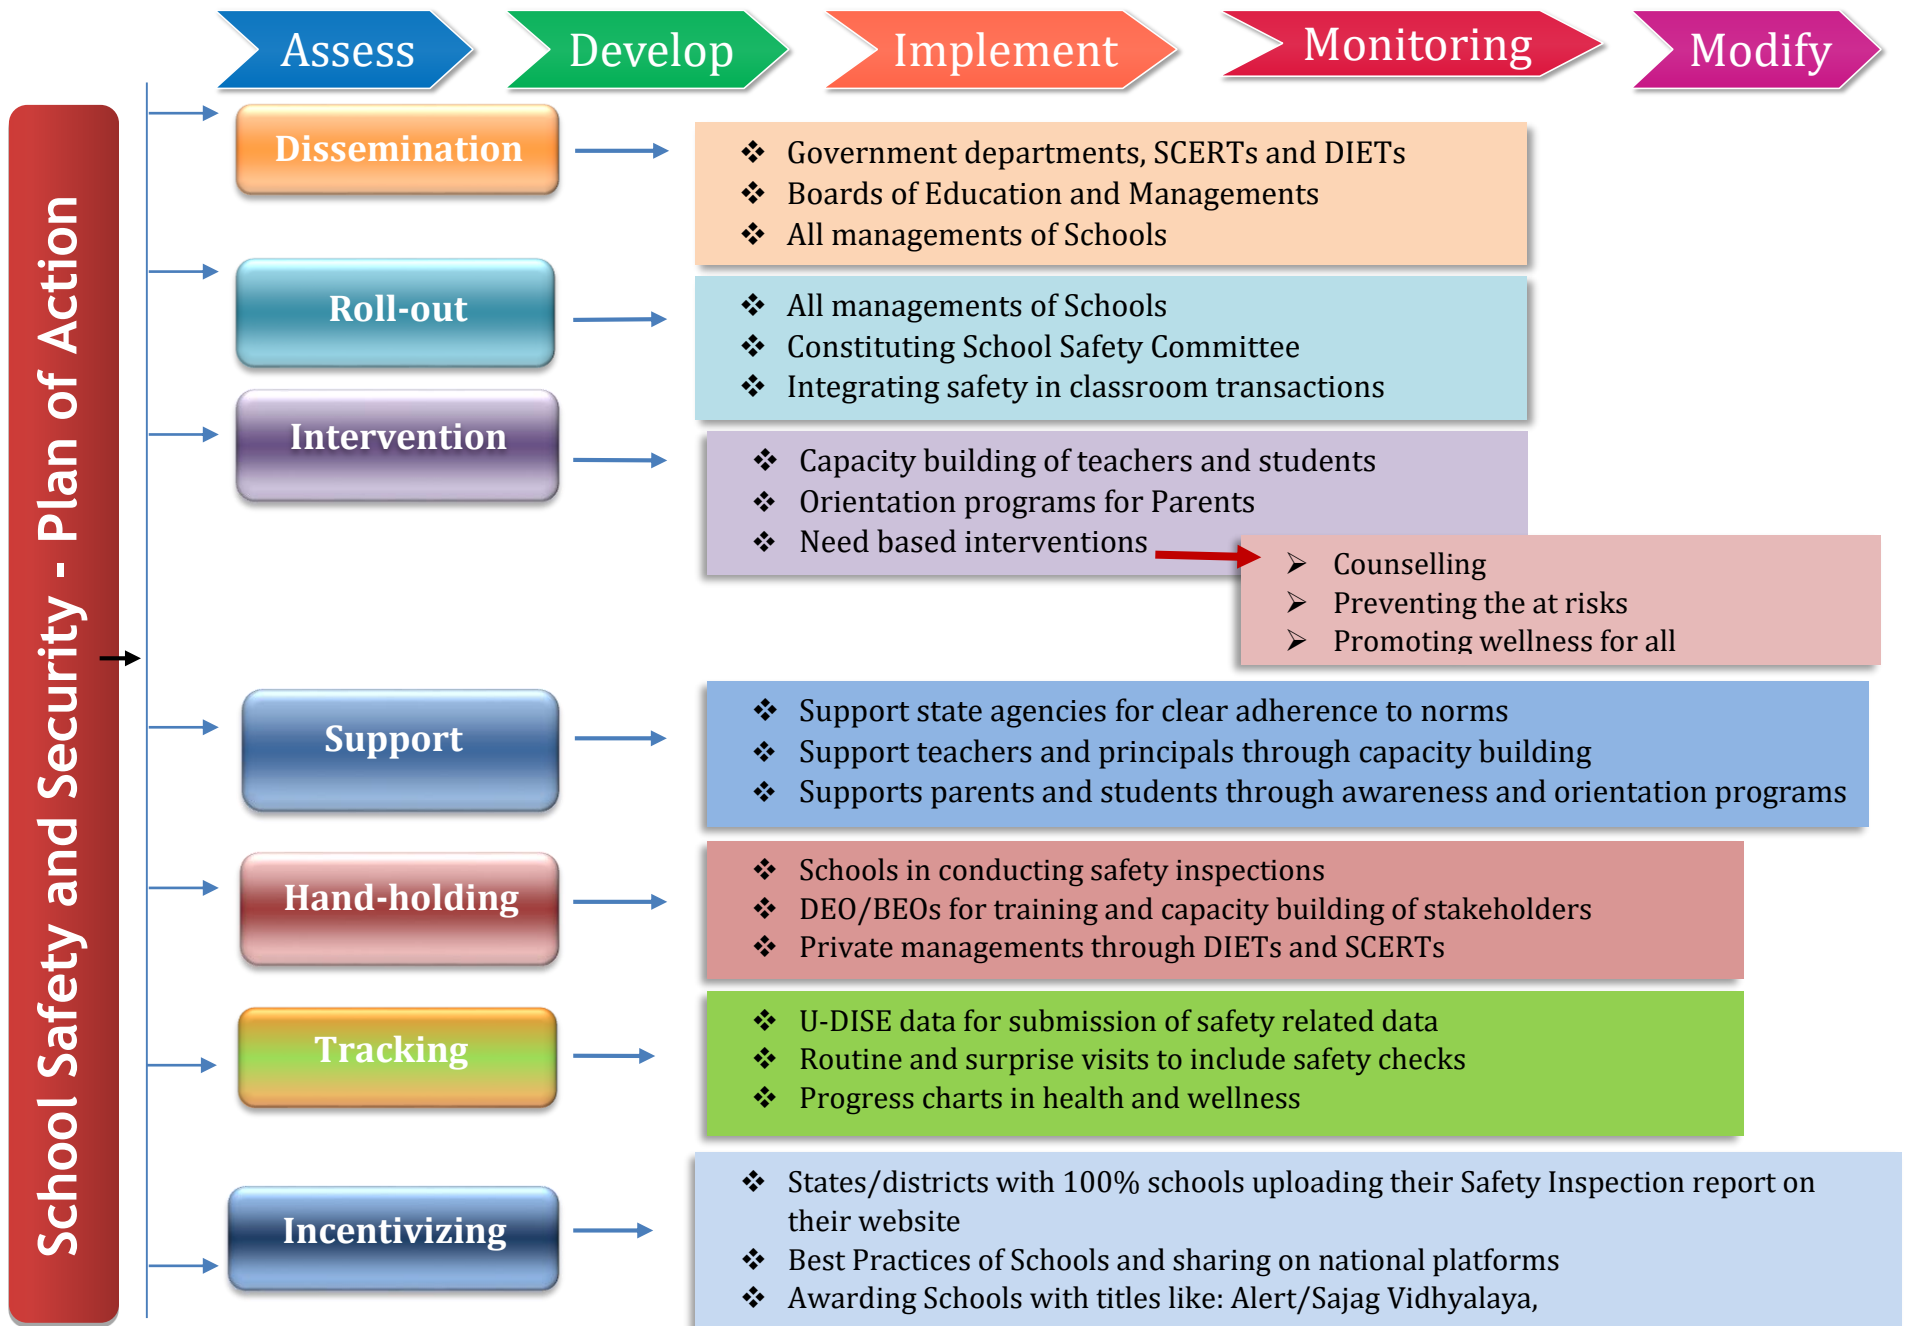 Assess
Develop
Implement
Monitoring
Modify
School Safety and Security - Plan of Action
Dissemination
❖ Government departments, SCERTs and DIETs
❖ Boards of Education and Managements
❖ All managements of Schools
Roll-out
❖ All managements of Schools
❖ Constituting School Safety Committee
❖ Integrating safety in classroom transactions
Intervention
❖ Capacity building of teachers and students
❖ Orientation programs for Parents
❖ Need based interventions
➢ Counselling
➢ Preventing the at risks
➢ Promoting wellness for all
Support
❖ Support state agencies for clear adherence to norms
❖ Support teachers and principals through capacity building
❖ Supports parents and students through awareness and orientation programs
Hand-holding
❖ Schools in conducting safety inspections
❖ DEO/BEOs for training and capacity building of stakeholders
❖ Private managements through DIETs and SCERTs
Tracking
❖ U-DISE data for submission of safety related data
❖ Routine and surprise visits to include safety checks
❖ Progress charts in health and wellness
Incentivizing
❖ States/districts with 100% schools uploading their Safety Inspection report on
their website
❖ Best Practices of Schools and sharing on national platforms
❖ Awarding Schools with titles like: Alert/Sajag Vidhyalaya,